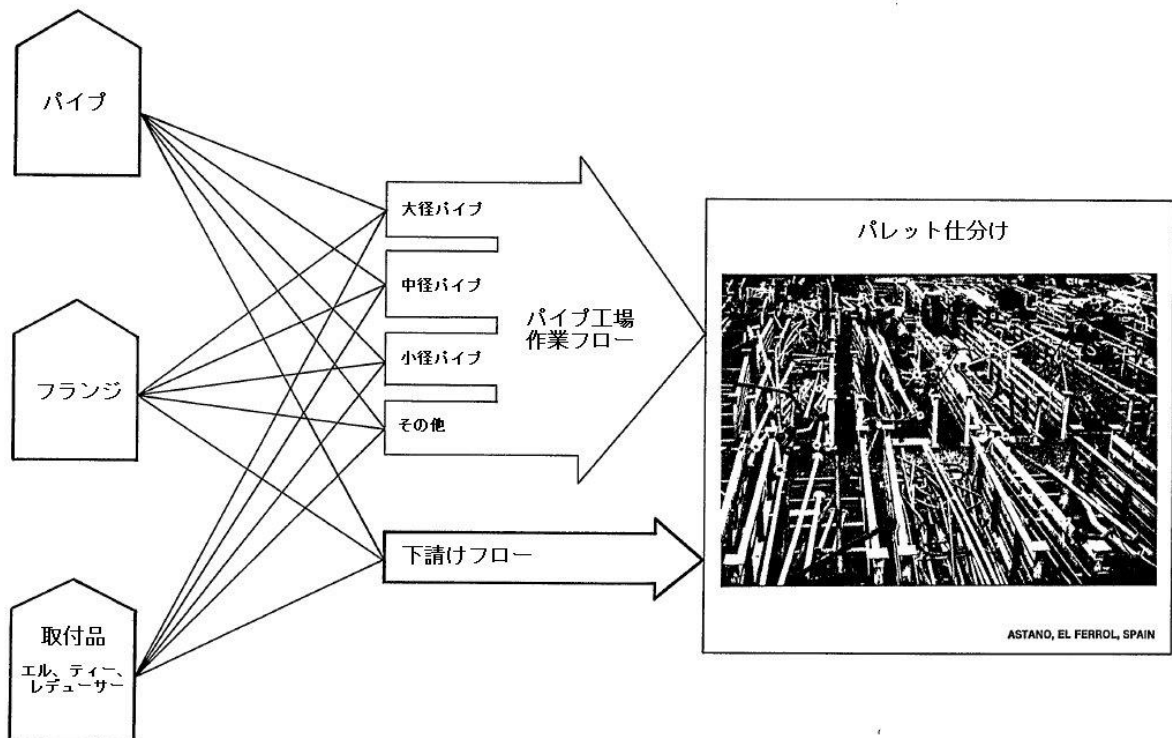 パイプ
フランジ
取付品
エル、ティー、
レデューサー
大径パイプ
中径パイプ
小径パイプ
その他
パイプ工場
作業フロー
下請けフロー
パレット仕分け
ASTANO, EL FERROL, SPAIN